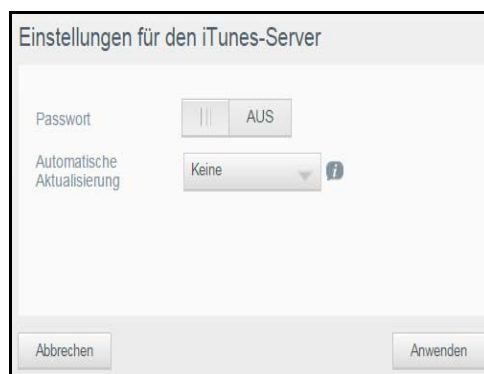 Einstellungen für den iTunes-Server
Passwort
AUS
Automatische
Aktualisierung
Keine
Abbrechen
Anwenden